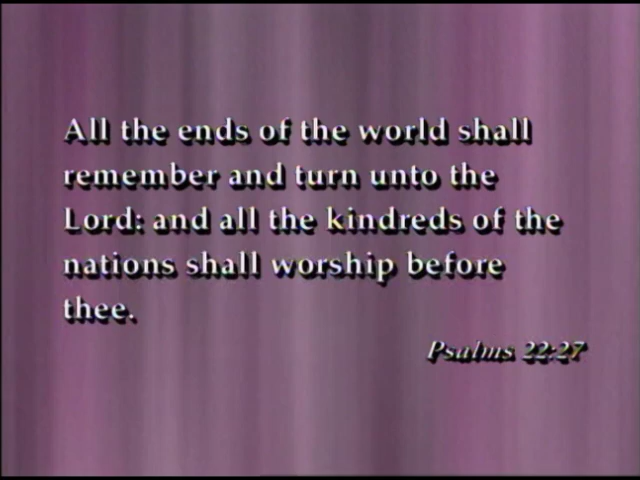 All the ends of the world shall
remember and turn unto the
Lord: and all the kindreds of the
nations shall worship before
thee.
Psalms 22:27